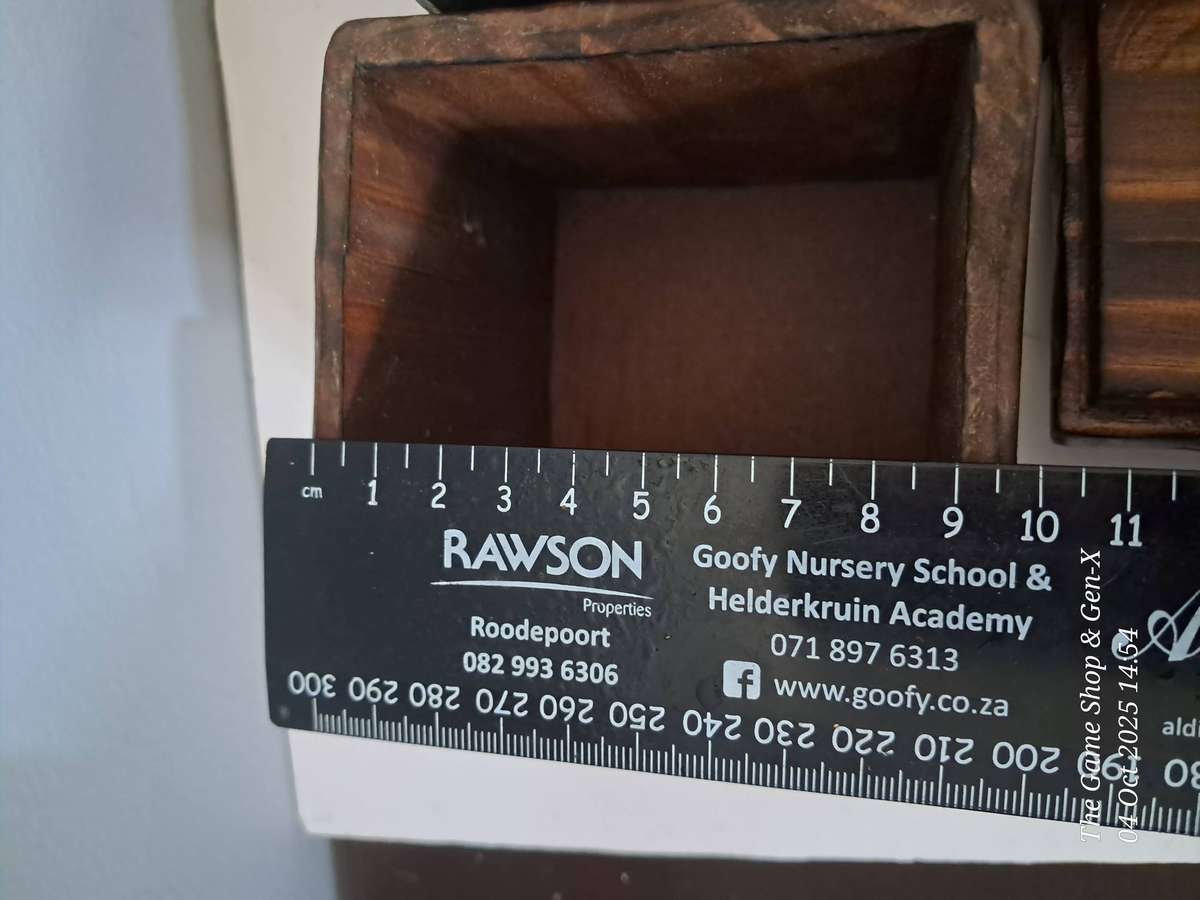 cm 1 2 3 4 5 6 7 8 9 10 11
RAWSON
Properties
Roodepoort
082 993 6306
Goofy Nursery School &
Helderkruin Academy
071 897 6313
f www.goofy.co.za
aldi
300 290 280 270 260 250 240 230 220 210 200
The Game Shop & Gen-X
04 Oct 2025 14:54